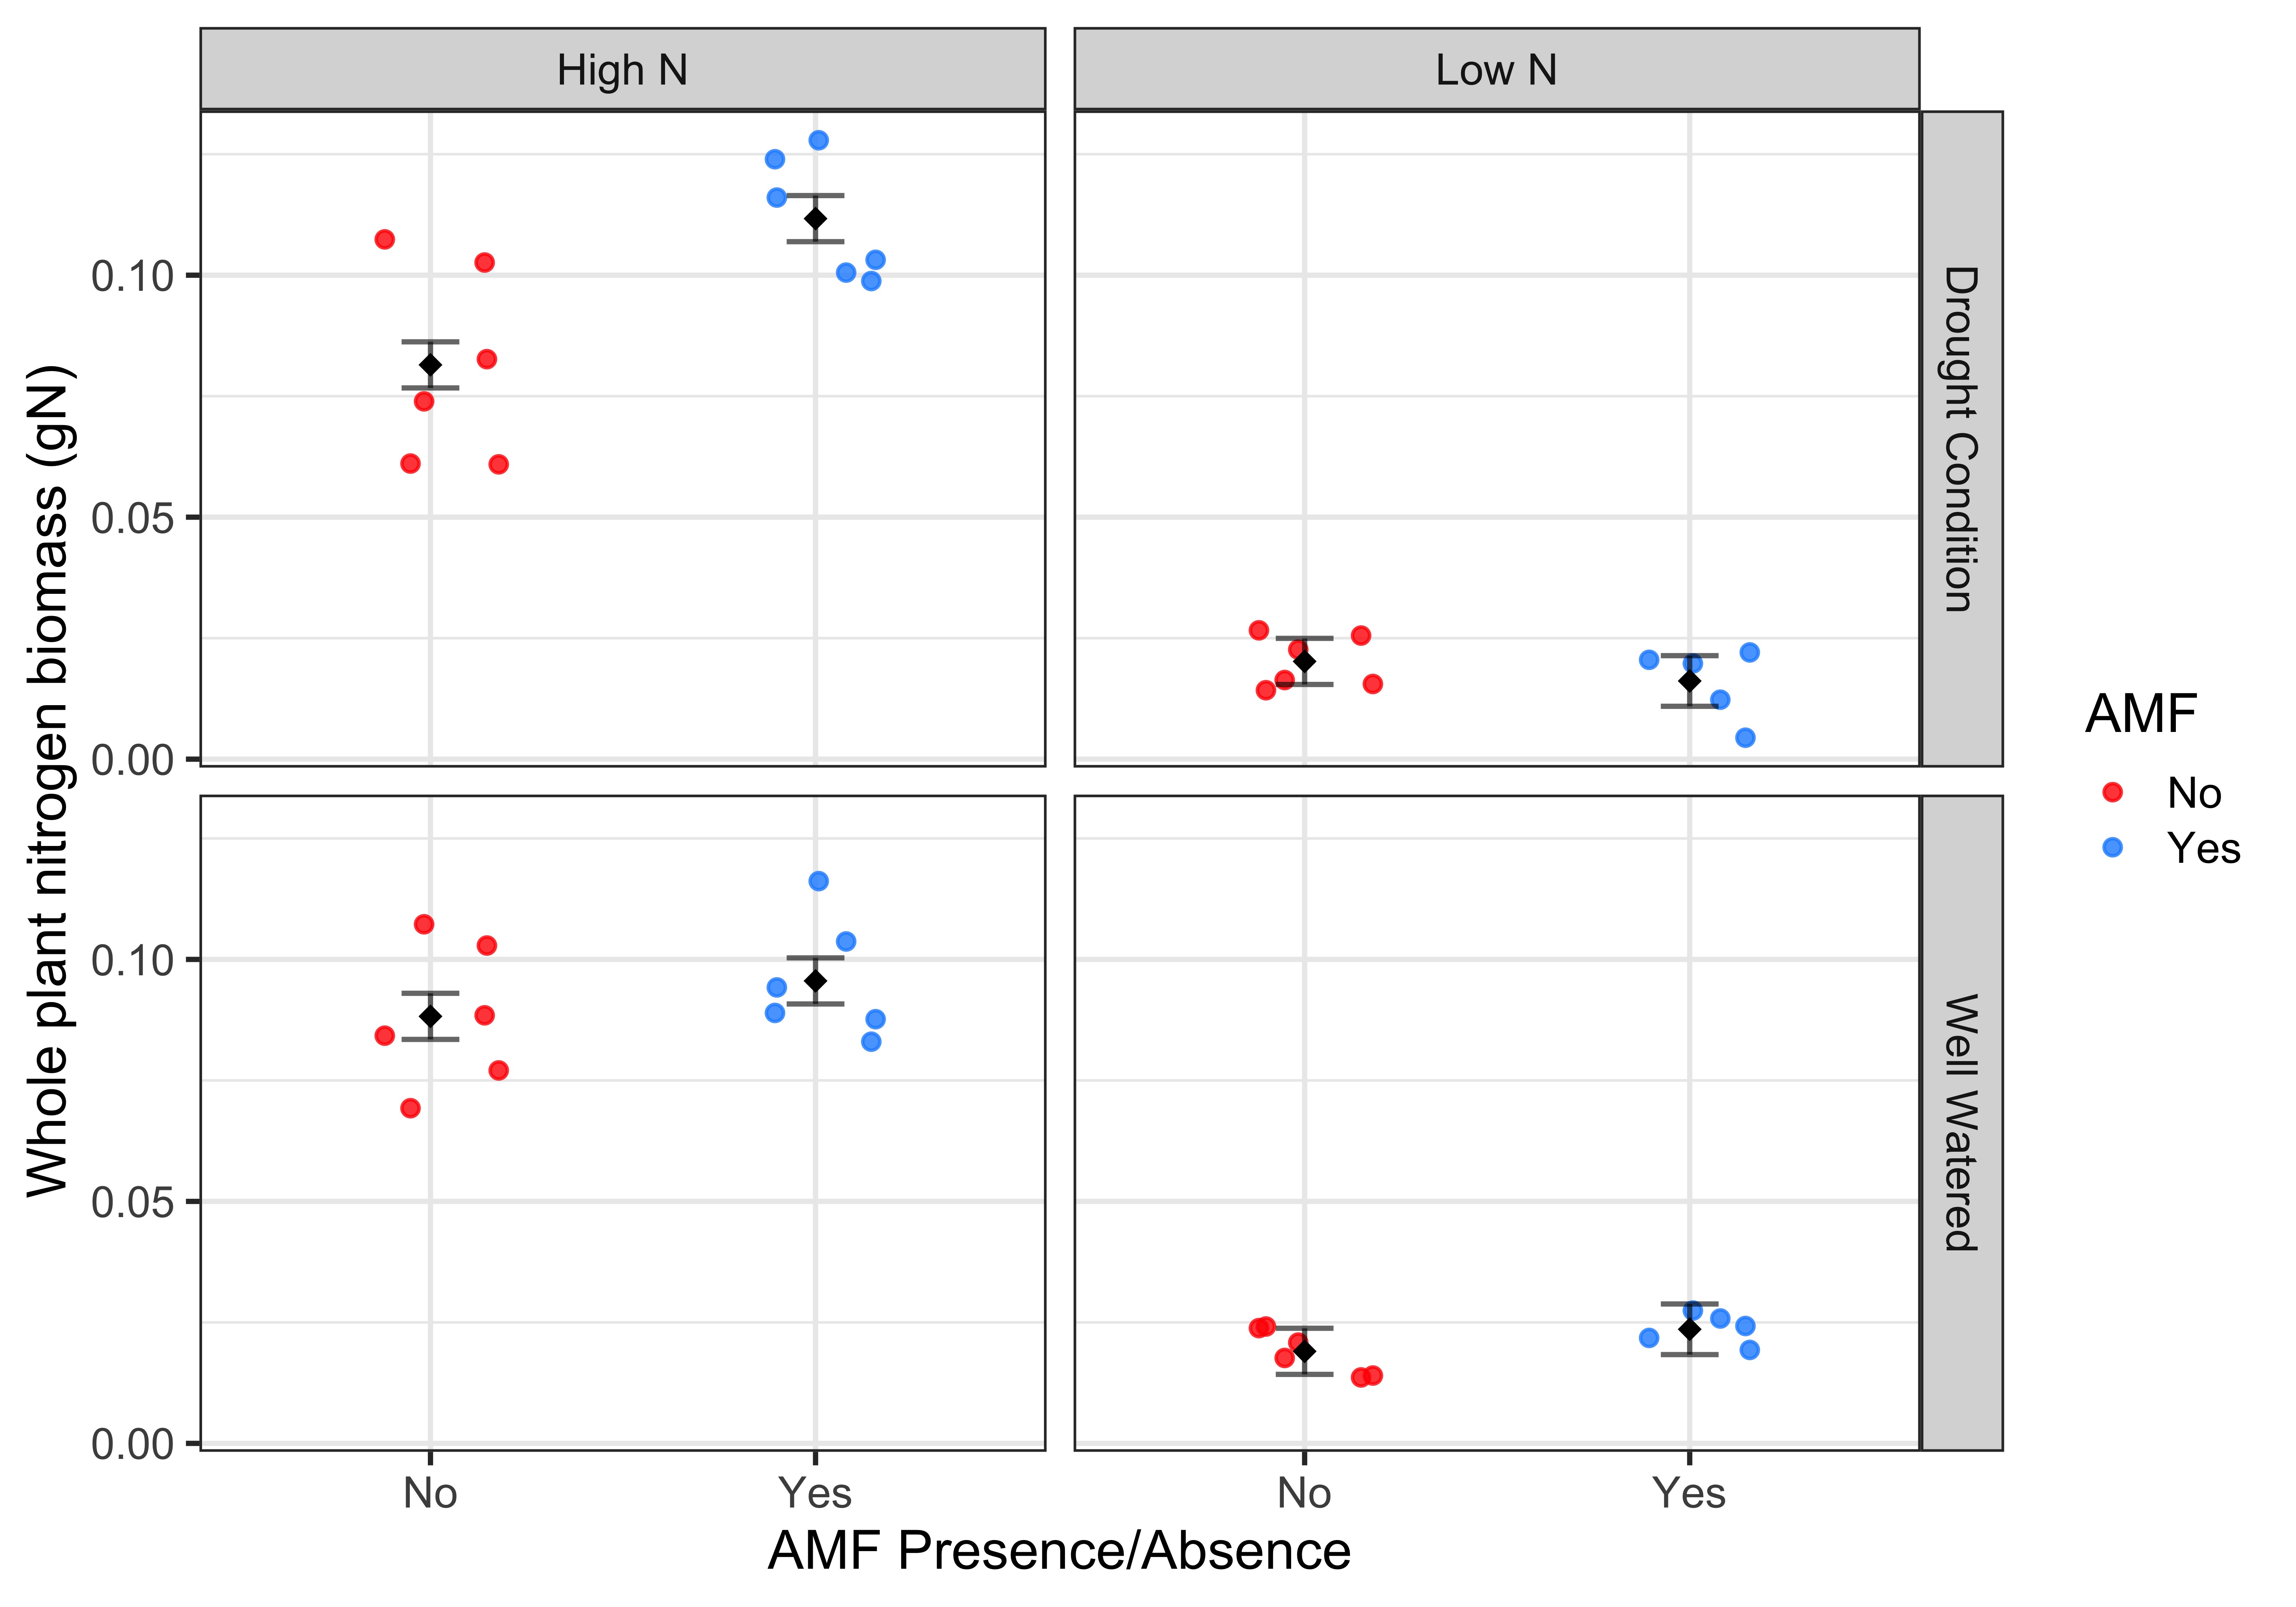 High N
Low N
Whole plant nitrogen biomass (gN)
0.10
0.05
0.00
Drought Condition
0.10
0.05
0.00
Well Watered
No
Yes
No
Yes
AMF Presence/Absence
AMF
No
Yes